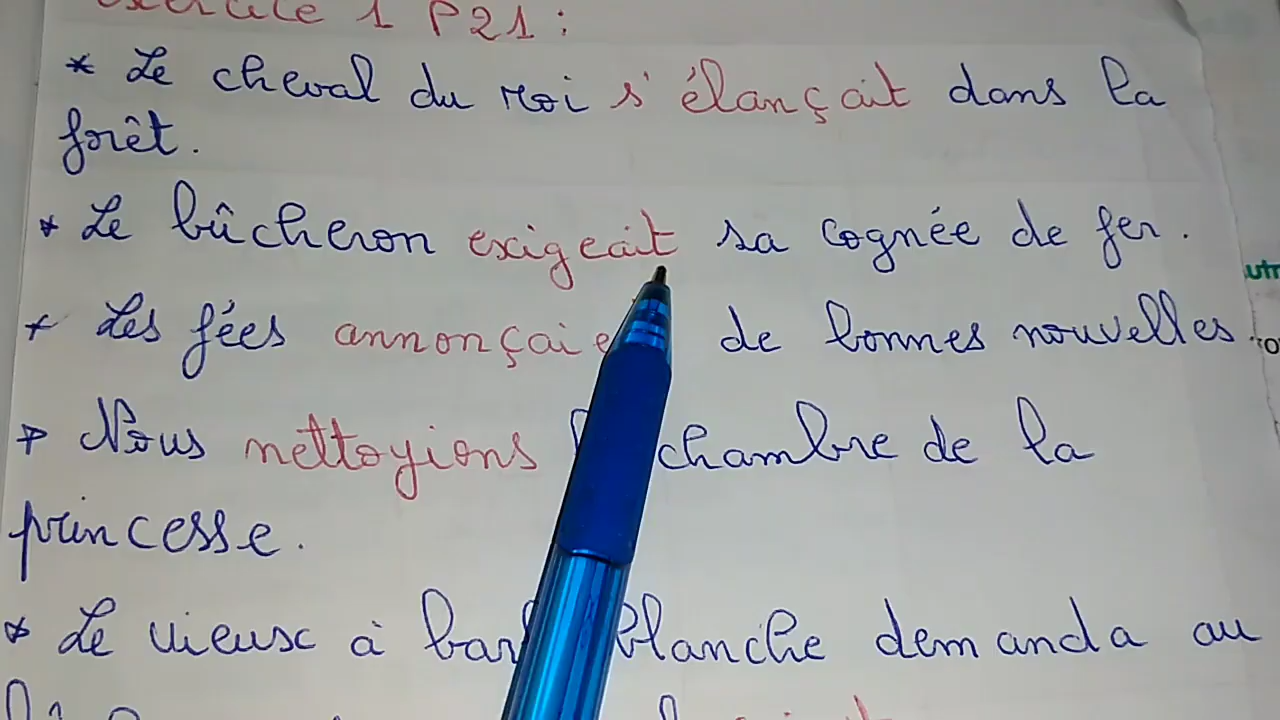 exercice 1 P21 :
* Le cheval du roi s'élançait dans la
forêt.
* Le bûcheron exigeait sa cognée de fer.
* Les fées annonçaie de bonnes nouvelles.
* Nous nettoyions chambre de la
princesse.
* Le vieux à blanche demanda au